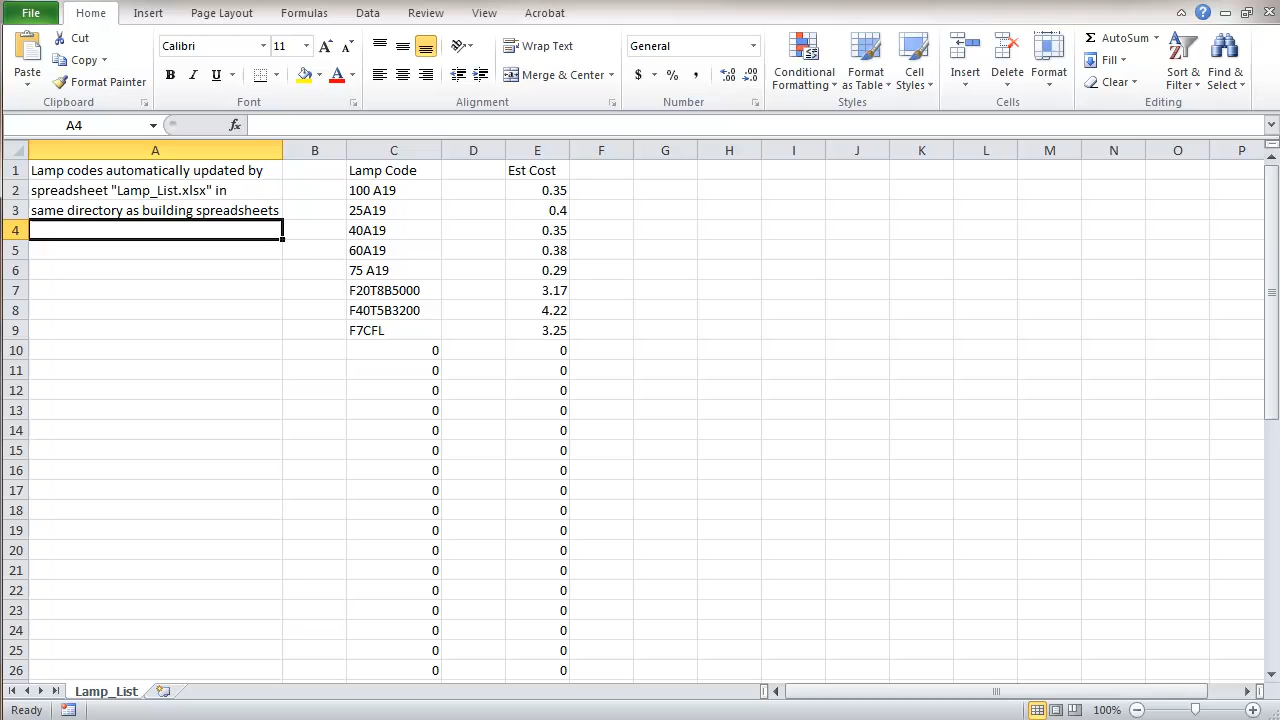 File Home Insert Page Layout Formulas Data Review View Acrobat
Paste Cut Copy Format Painter Clipboard
Calibri 11 B I U Font
Wrap Text Merge & Center Alignment
General $ % , Number
Conditional Formatting Format as Table Cell Styles Styles
Insert Delete Format Cells
Σ AutoSum Fill Clear Sort & Filter Find & Select Editing
A4 fx
A B C D E F G H I J K L M N O P
1 Lamp codes automatically updated by Lamp Code Est Cost
2 spreadsheet "Lamp_List.xlsx" in 100 A19 0.35
3 same directory as building spreadsheets 25A19 0.4
4 40A19 0.35
5 60A19 0.38
6 75 A19 0.29
7 F20T8B5000 3.17
8 F40T5B3200 4.22
9 F7CFL 3.25
10 0 0
11 0 0
12 0 0
13 0 0
14 0 0
15 0 0
16 0 0
17 0 0
18 0 0
19 0 0
20 0 0
21 0 0
22 0 0
23 0 0
24 0 0
25 0 0
26 0 0
Lamp_List
Ready 100%